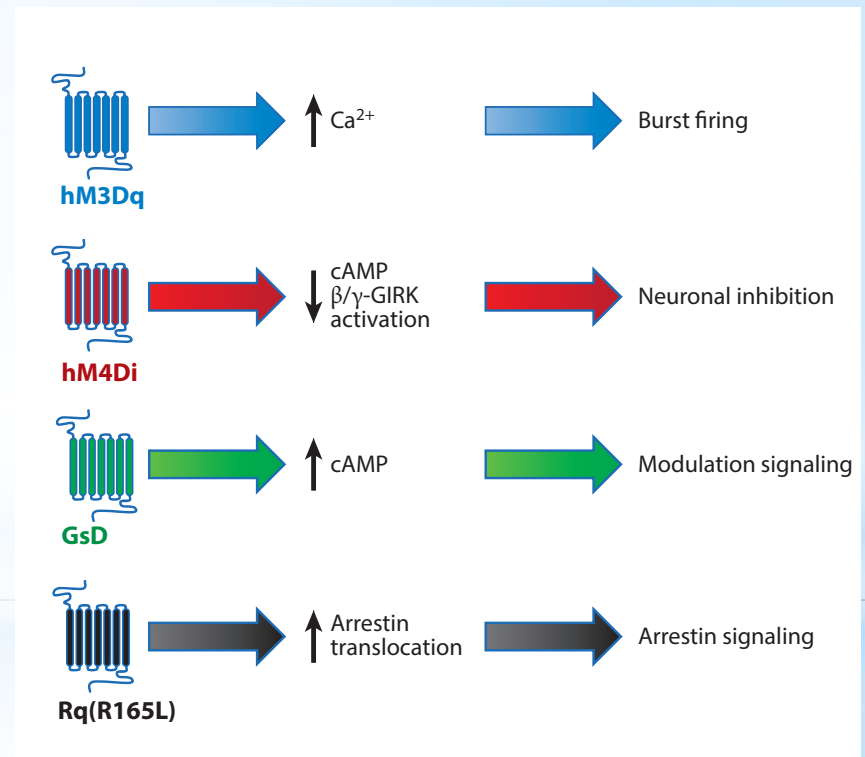 Ca²⁺
Burst firing
hM3Dq
cAMP
β/γ-GIRK
activation
Neuronal inhibition
hM4Di
cAMP
Modulation signaling
GsD
Arrestin
translocation
Arrestin signaling
Rq(R165L)